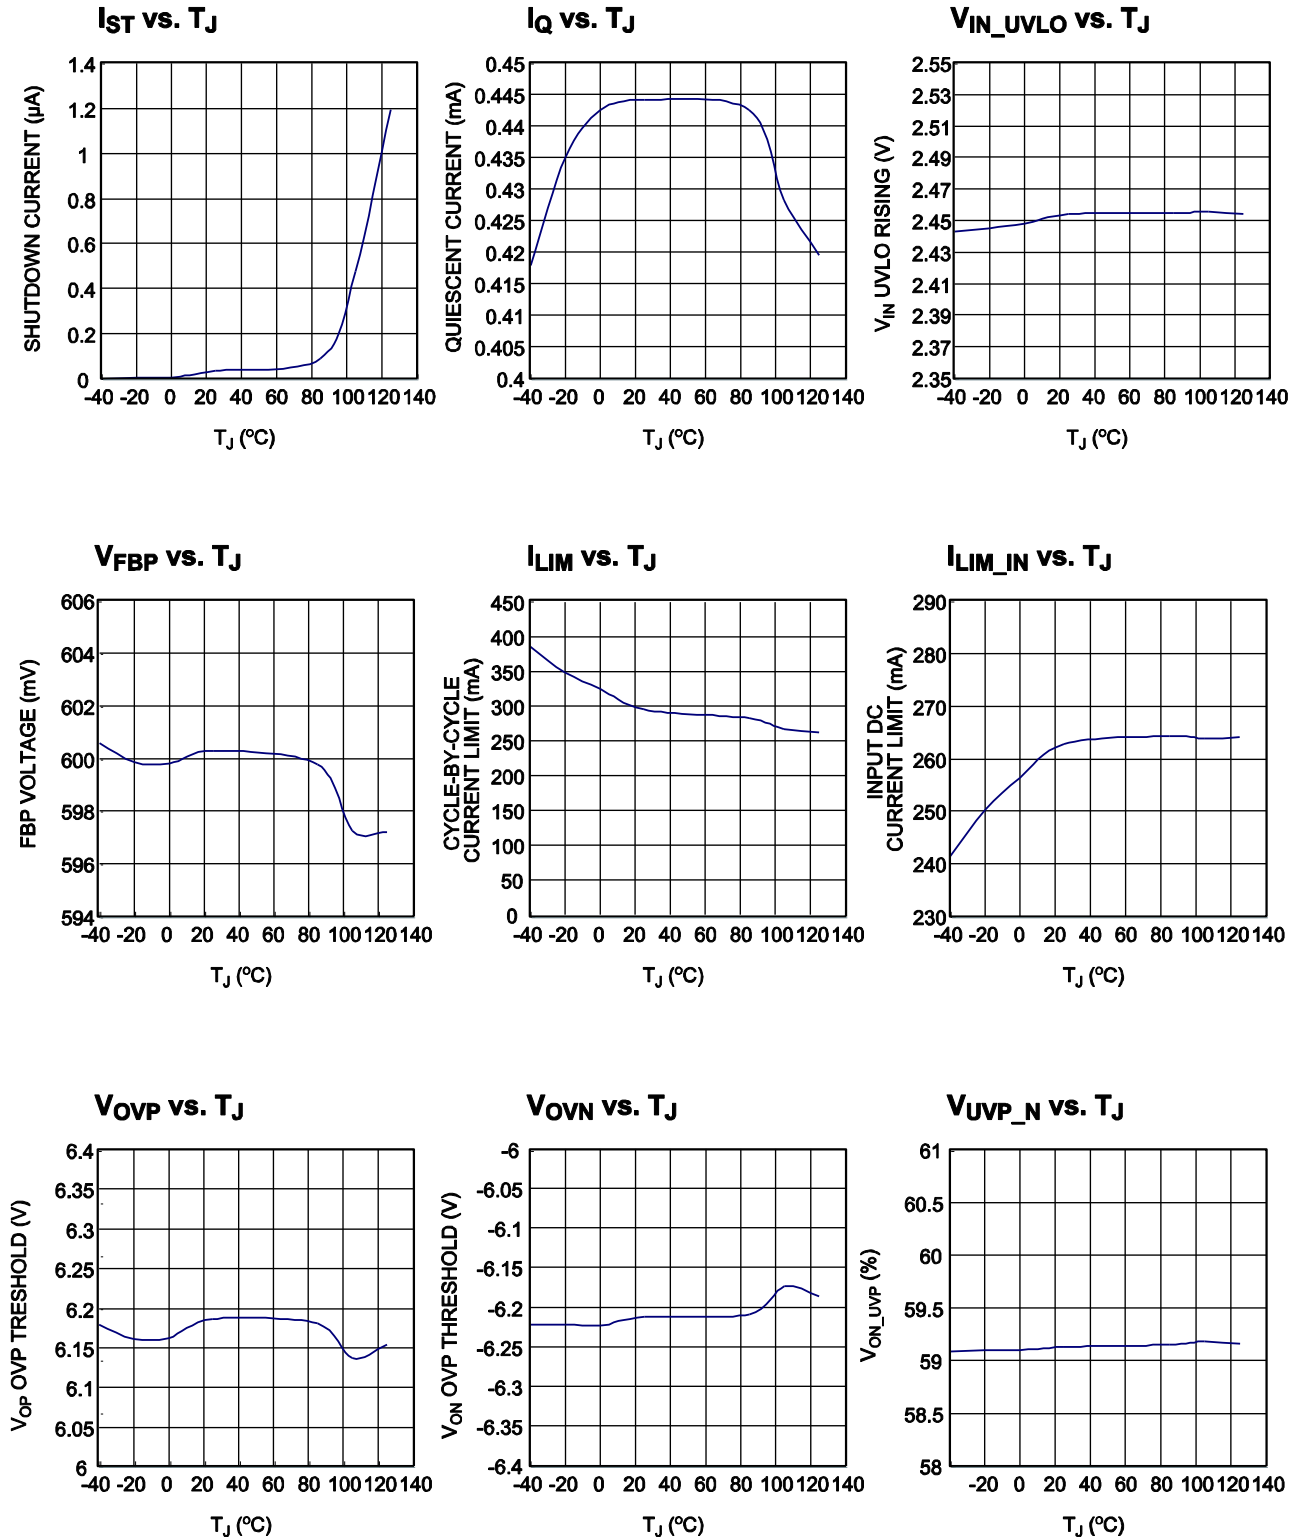 IST vs. TJ
SHUTDOWN CURRENT (µA)
1.4
1.2
1
0.8
0.6
0.4
0.2
0
-40 -20 0 20 40 60 80 100 120 140
TJ (ºC)
IQ vs. TJ
QUIESCENT CURRENT (mA)
0.45
0.445
0.44
0.435
0.43
0.425
0.42
0.415
0.41
0.405
0.4
-40 -20 0 20 40 60 80 100 120 140
TJ (ºC)
VIN_UVLO vs. TJ
VIN UVLO RISING (V)
2.55
2.53
2.51
2.49
2.47
2.45
2.43
2.41
2.39
2.37
2.35
-40 -20 0 20 40 60 80 100 120 140
TJ (ºC)
VFBP vs. TJ
FBP VOLTAGE (mV)
606
604
602
600
598
596
594
-40 -20 0 20 40 60 80 100 120 140
TJ (ºC)
ILIM vs. TJ
CYCLE-BY-CYCLE
CURRENT LIMIT (mA)
450
400
350
300
250
200
150
100
50
0
-40 -20 0 20 40 60 80 100 120 140
TJ (ºC)
ILIM_IN vs. TJ
INPUT DC
CURRENT LIMIT (mA)
290
280
270
260
250
240
230
-40 -20 0 20 40 60 80 100 120 140
TJ (ºC)
VOVP vs. TJ
VOP OVP TRESHOLD (V)
6.4
6.35
6.3
6.25
6.2
6.15
6.1
6.05
6
-40 -20 0 20 40 60 80 100 120 140
TJ (ºC)
VOVN vs. TJ
VON OVP THRESHOLD (V)
-6
-6.05
-6.1
-6.15
-6.2
-6.25
-6.3
-6.35
-6.4
-40 -20 0 20 40 60 80 100 120 140
TJ (ºC)
VUVP_N vs. TJ
VON_UVP (%)
61
60.5
60
59.5
59
58.5
58
-40 -20 0 20 40 60 80 100 120 140
TJ (ºC)